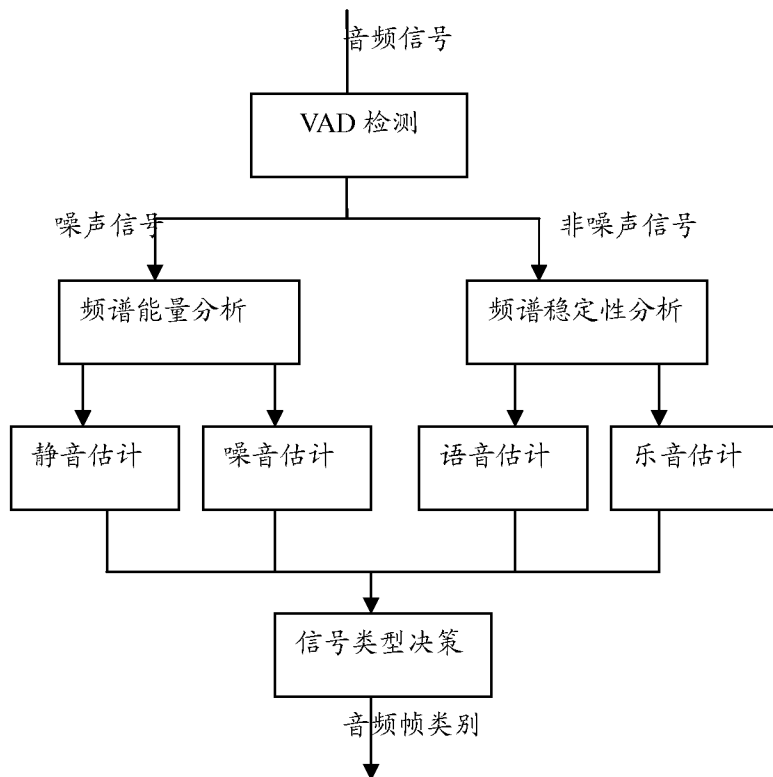 音频信号
VAD 检测
噪声信号
非噪声信号
频谱能量分析
频谱稳定性分析
静音估计
噪音估计
语音估计
乐音估计
信号类型决策
音频帧类别